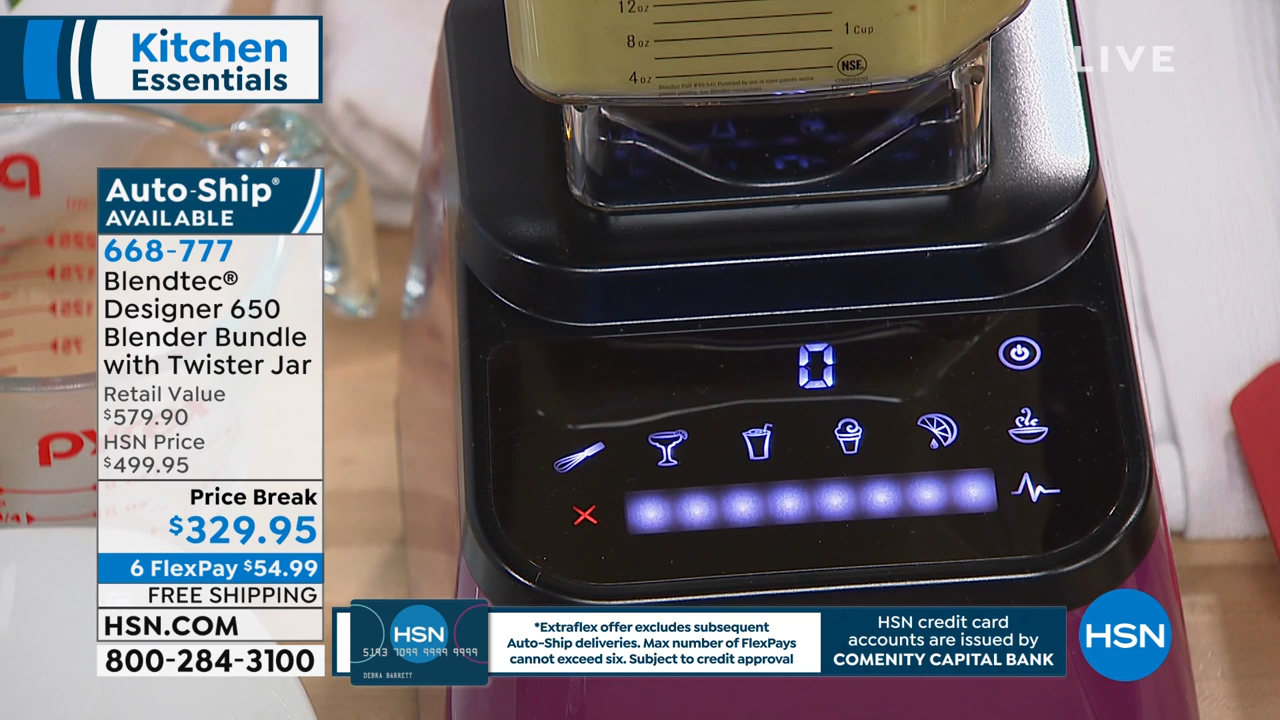 Kitchen
Essentials
LIVE
12oz
8oz
1 Cup
4oz
NSF
COMPONENT
Auto-Ship®
AVAILABLE
668-777
Blendtec®
Designer 650
Blender Bundle
with Twister Jar
Retail Value
$579.90
HSN Price
$499.95
Price Break
$329.95
6 FlexPay $54.99
FREE SHIPPING
HSN.COM
800-284-3100
0
HSN
5193 7099 9999 9999
DEBRA BARRETT
*Extraflex offer excludes subsequent
Auto-Ship deliveries. Max number of FlexPays
cannot exceed six. Subject to credit approval
HSN credit card
accounts are issued by
COMENITY CAPITAL BANK
HSN